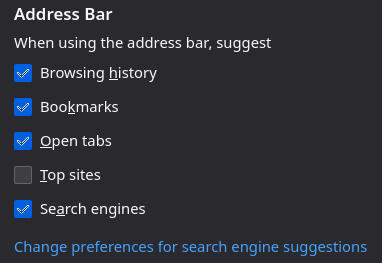 Address Bar
When using the address bar, suggest
Browsing history
Bookmarks
Open tabs
Top sites
Search engines
Change preferences for search engine suggestions